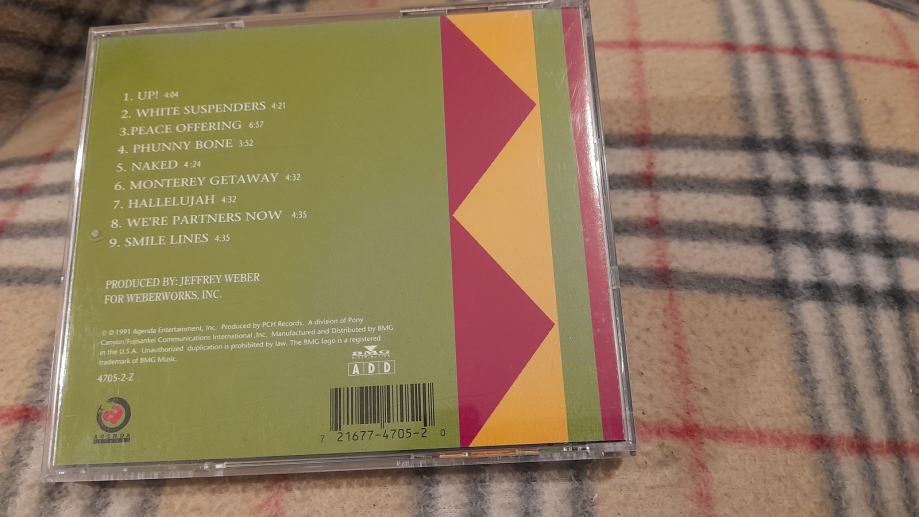 1. UP! 4:04
2. WHITE SUSPENDERS 4:21
3.PEACE OFFERING 6:57
4. PHUNNY BONE 3:52
5. NAKED 4:24
6. MONTEREY GETAWAY 4:32
7. HALLELUJAH 4:32
8. WE'RE PARTNERS NOW 4:35
9. SMILE LINES 4:35
PRODUCED BY: JEFFREY WEBER
FOR WEBERWORKS, INC.
℗ © 1991 Agenda Entertainment, Inc. Produced by PCH Records. A division of Pony
Canyon/Fujisankei Communications International ,Inc. Manufactured and Distributed by BMG
in the U.S.A. Unauthorized duplication is prohibited by law. The BMG logo is a registered
trademark of BMG Music.
BMG
ADD
4705-2-Z
AGENDA
7 21677-4705-2 0